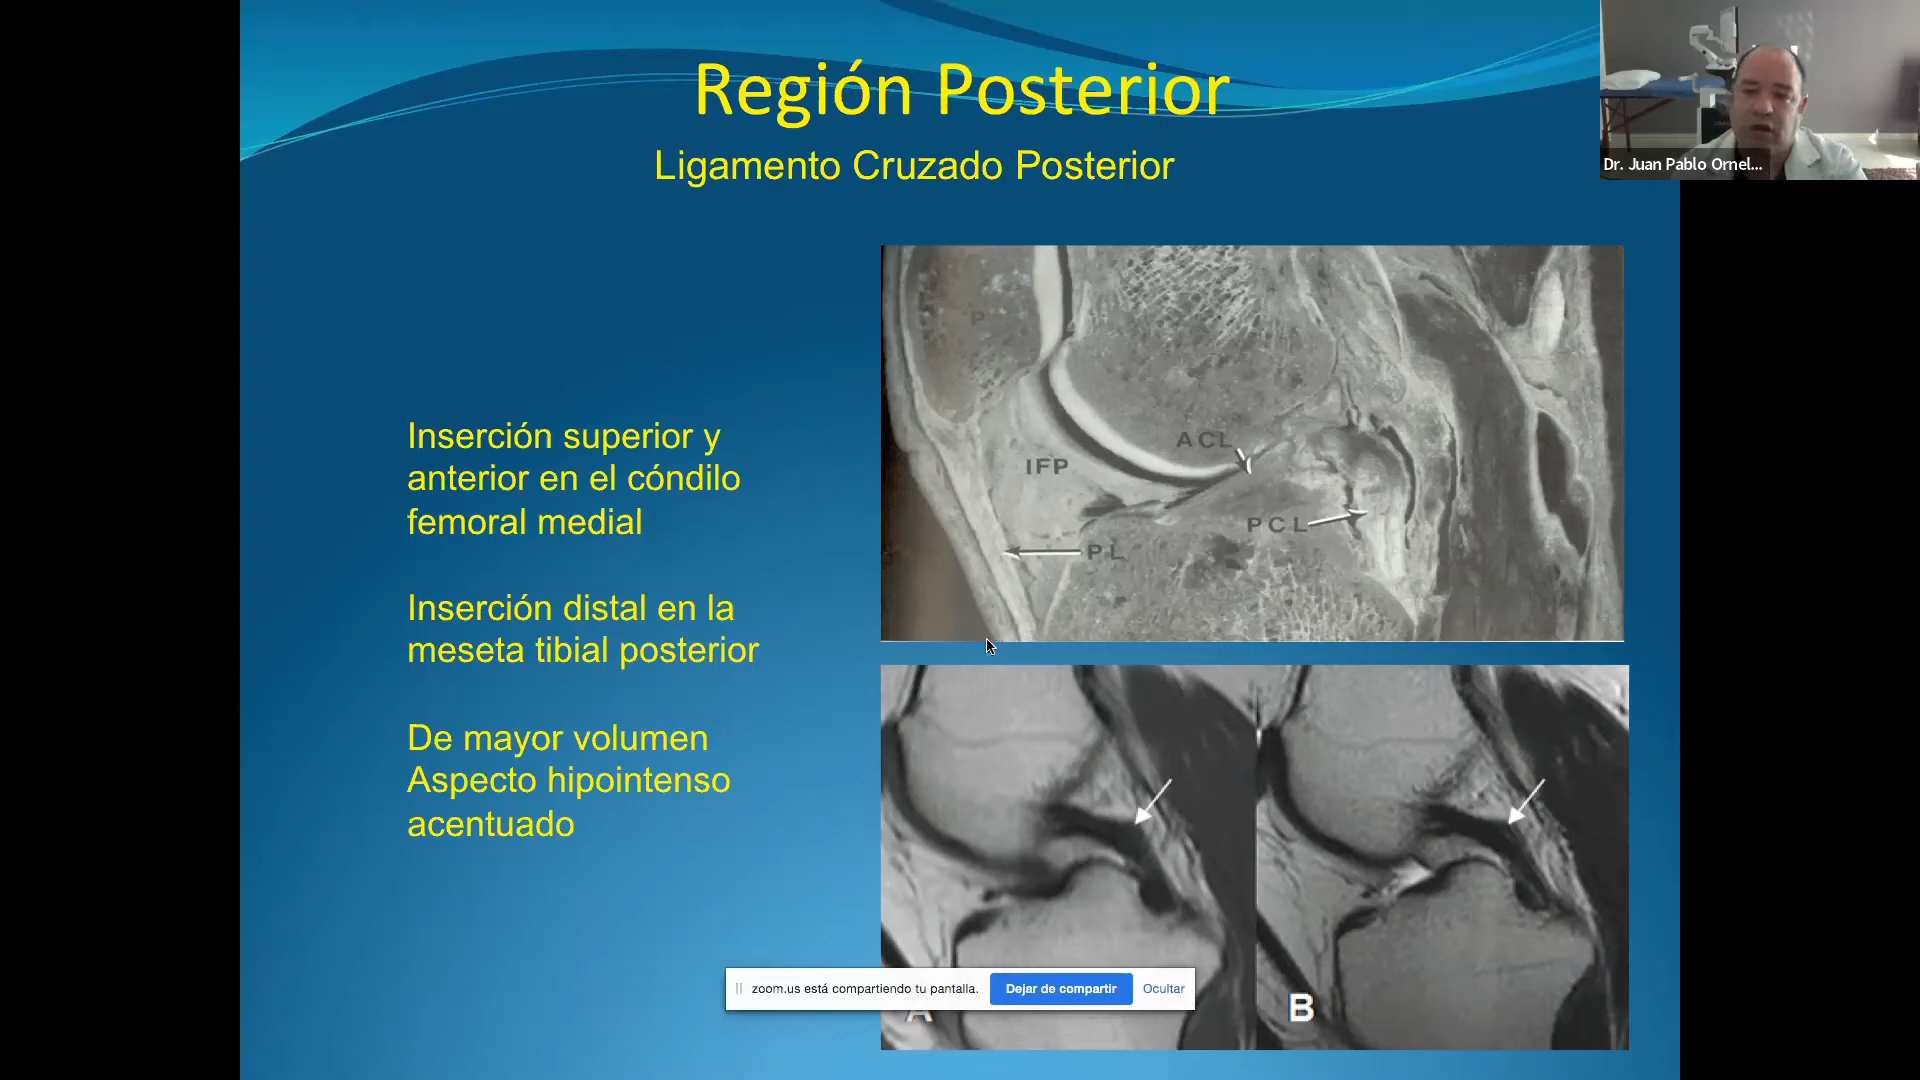 Región Posterior
Ligamento Cruzado Posterior
Dr. Juan Pablo Ornel...
Inserción superior y
anterior en el cóndilo
femoral medial
Inserción distal en la
meseta tibial posterior
De mayor volumen
Aspecto hipointenso
acentuado
P
ACL
IFP
PCL
PL
zoom.us está compartiendo tu pantalla.
Dejar de compartir
Ocultar
A
B